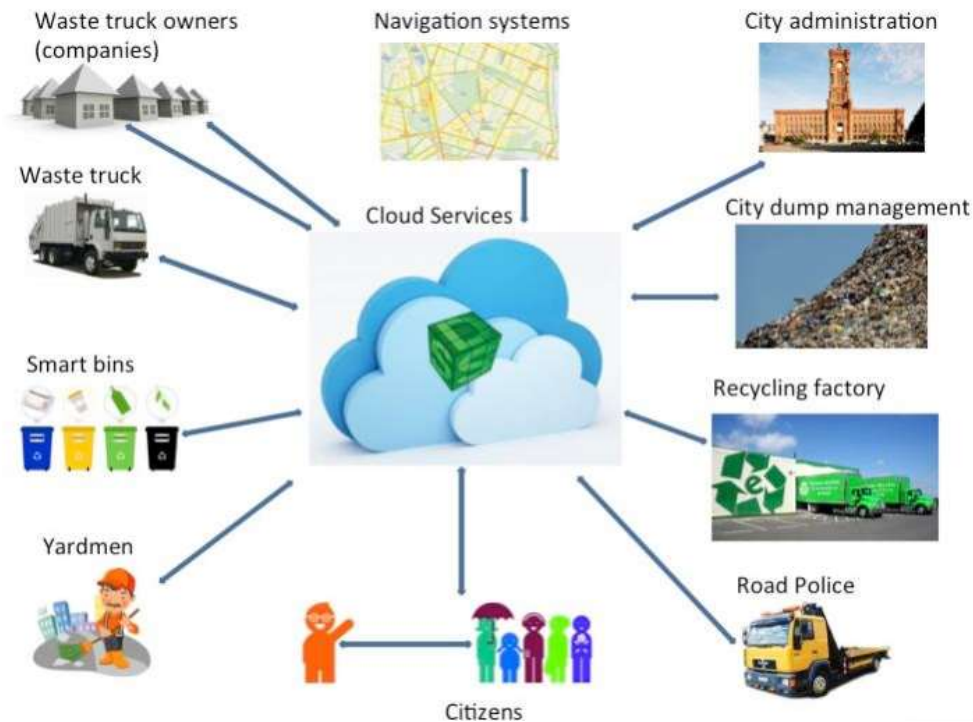 Waste truck owners
(companies)
Navigation systems
City administration
Waste truck
Cloud Services
City dump management
Smart bins
Recycling factory
e
Yardmen
Road Police
Citizens